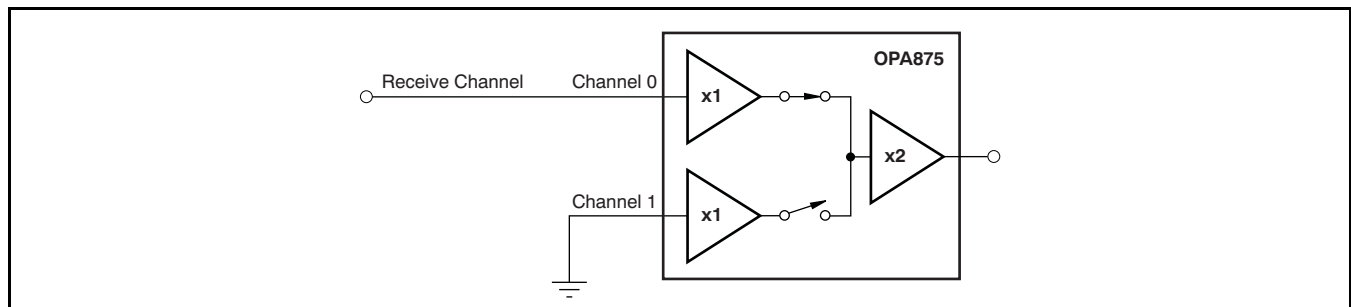 OPA875
Receive Channel
Channel 0
x1
x2
Channel 1
x1